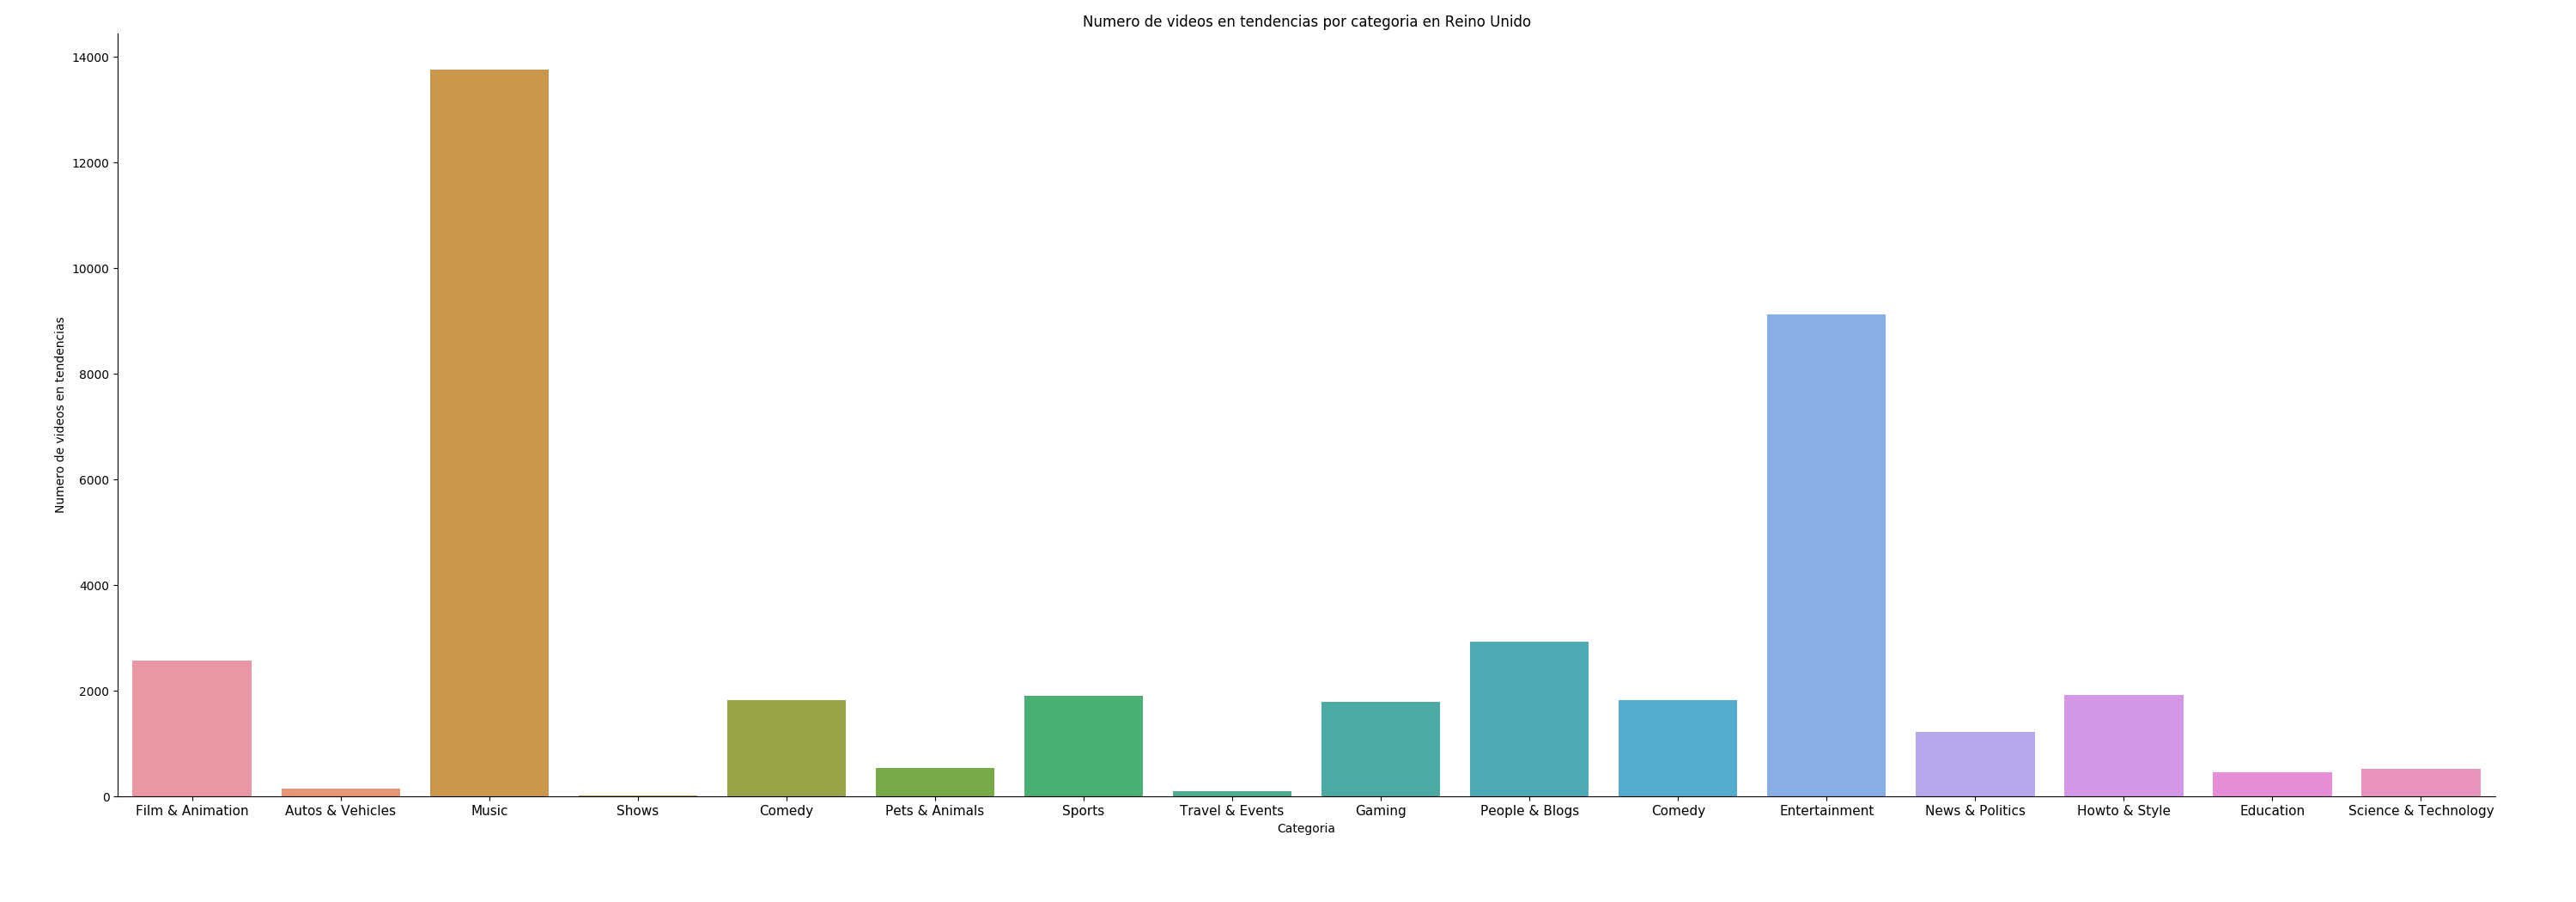 Numero de videos en tendencias por categoria en Reino Unido
Numero de videos en tendencias
14000
12000
10000
8000
6000
4000
2000
0
Film & Animation Autos & Vehicles Music Shows Comedy Pets & Animals Sports Travel & Events Gaming People & Blogs Comedy Entertainment News & Politics Howto & Style Education Science & Technology
Categoria